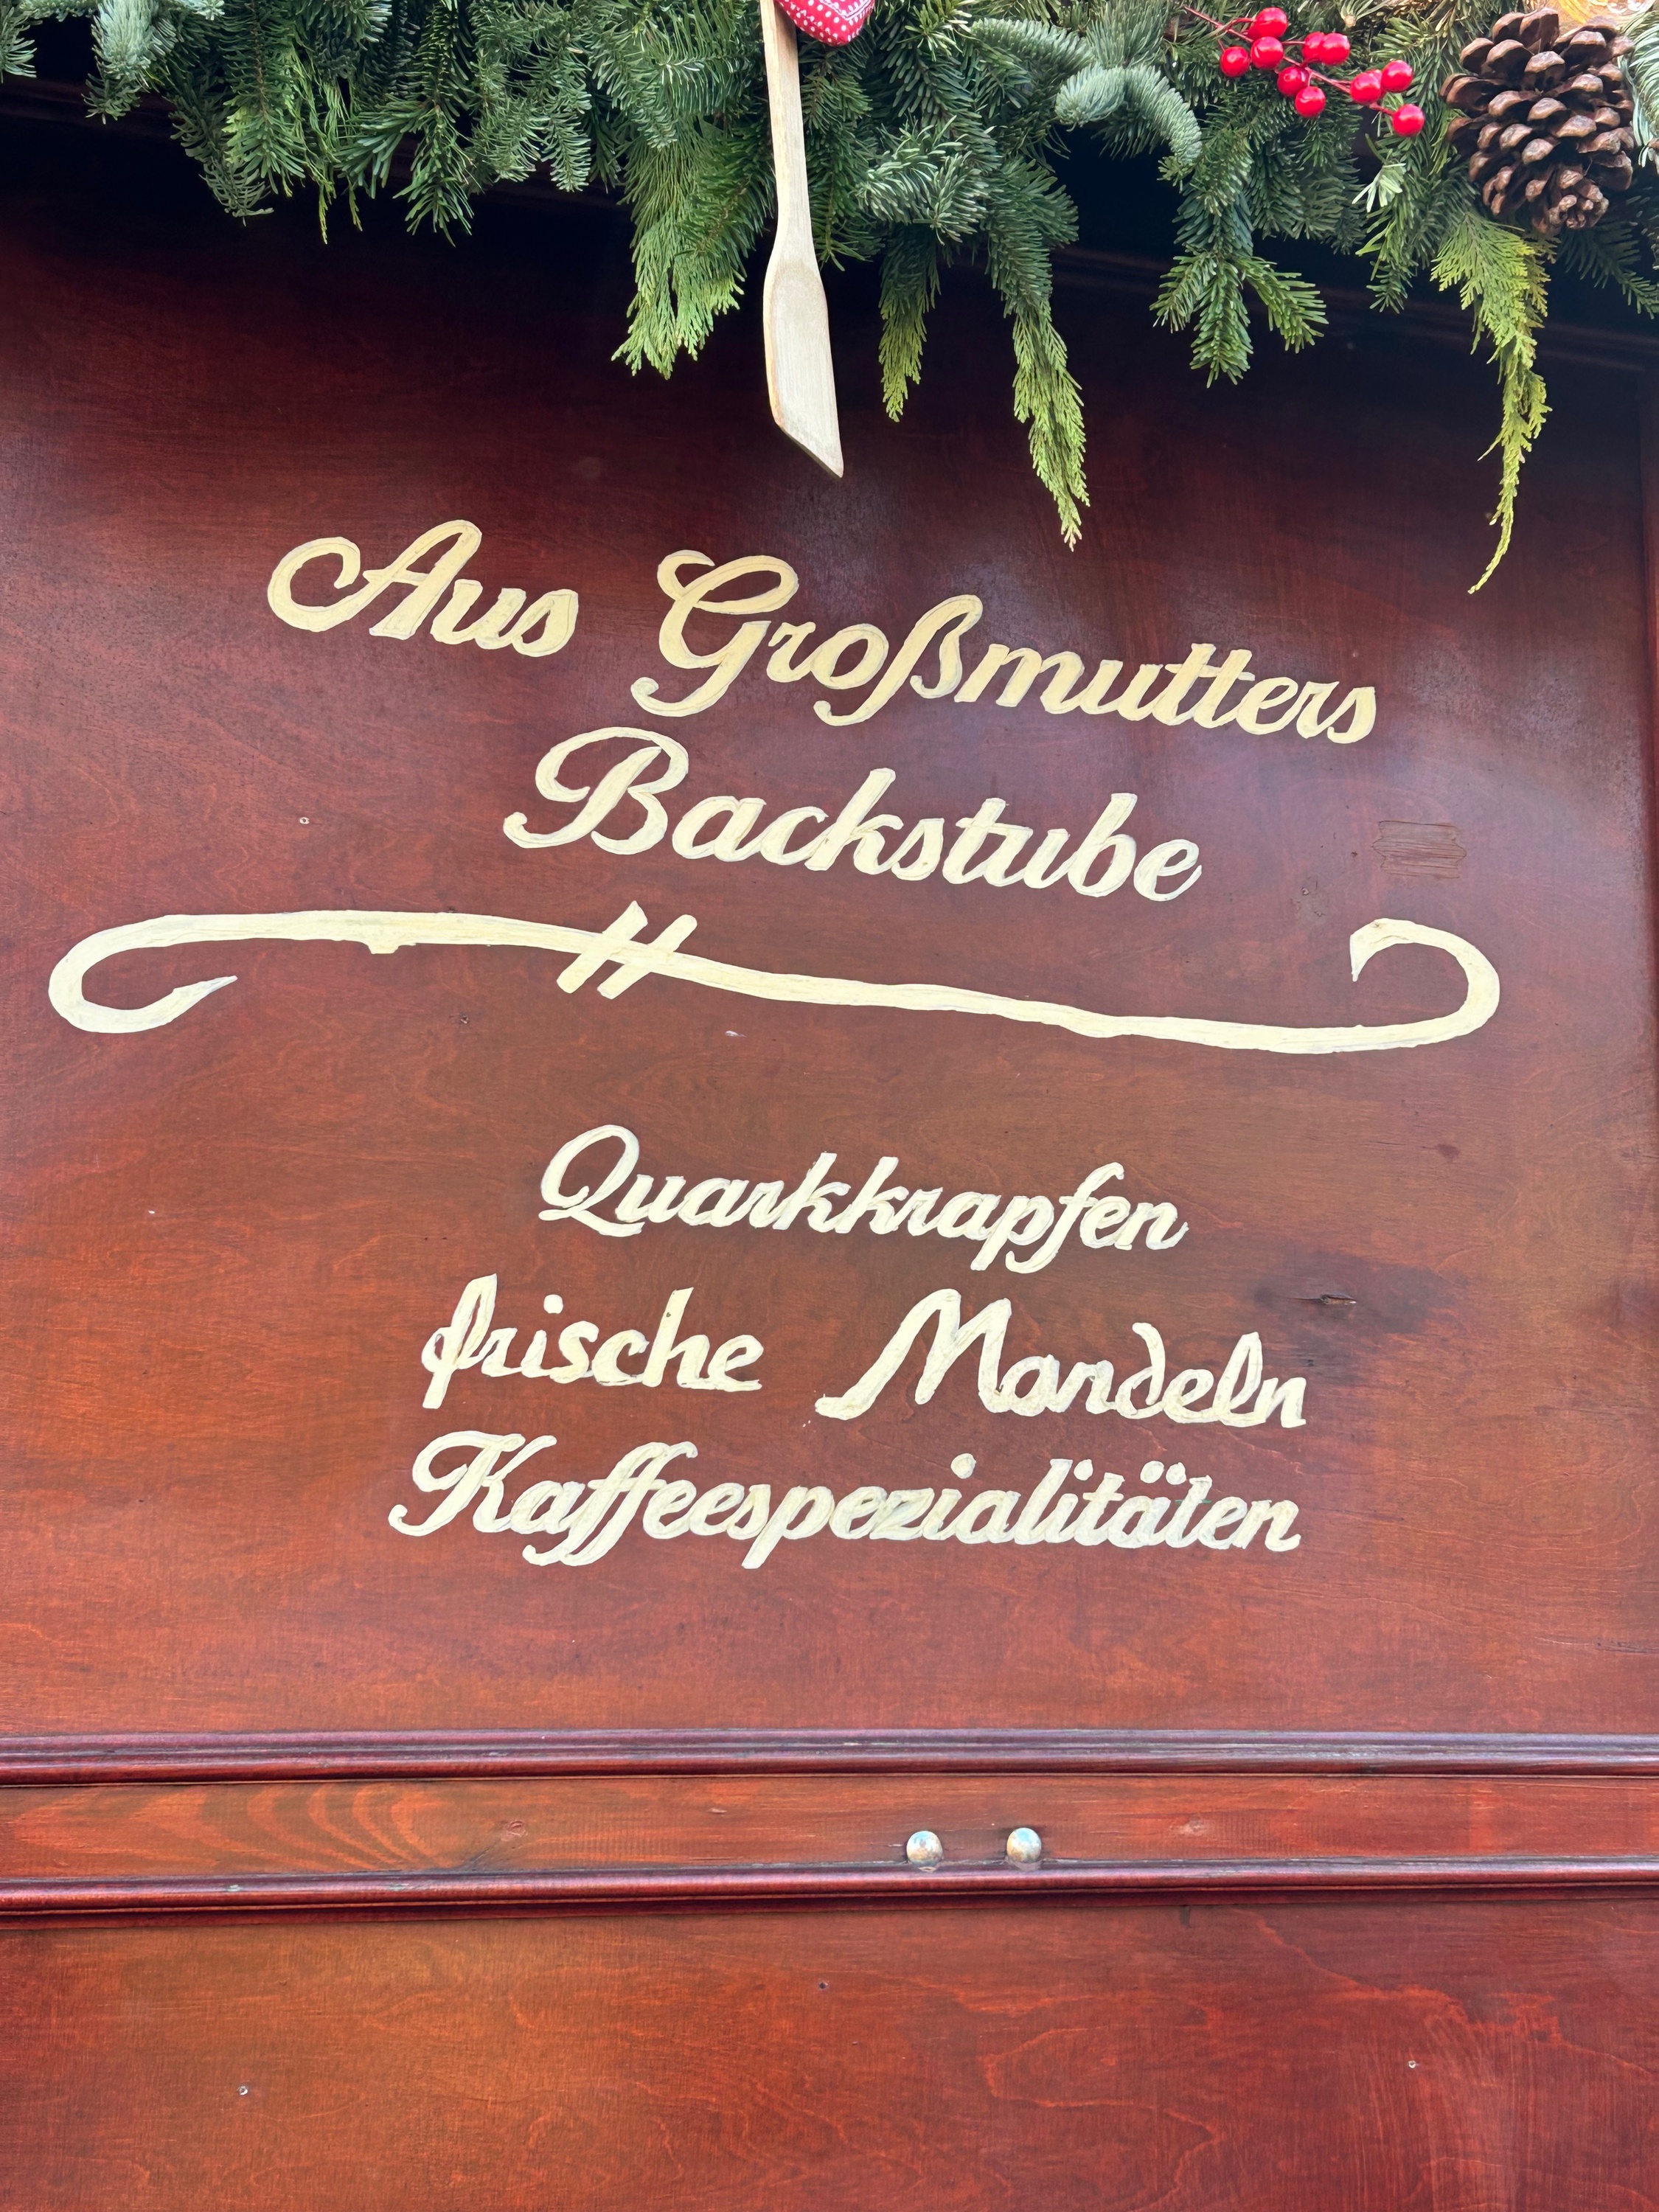 Aus Großmutters
Backstube
Quarkkrapfen
frische Mandeln
Kaffeespezialitäten